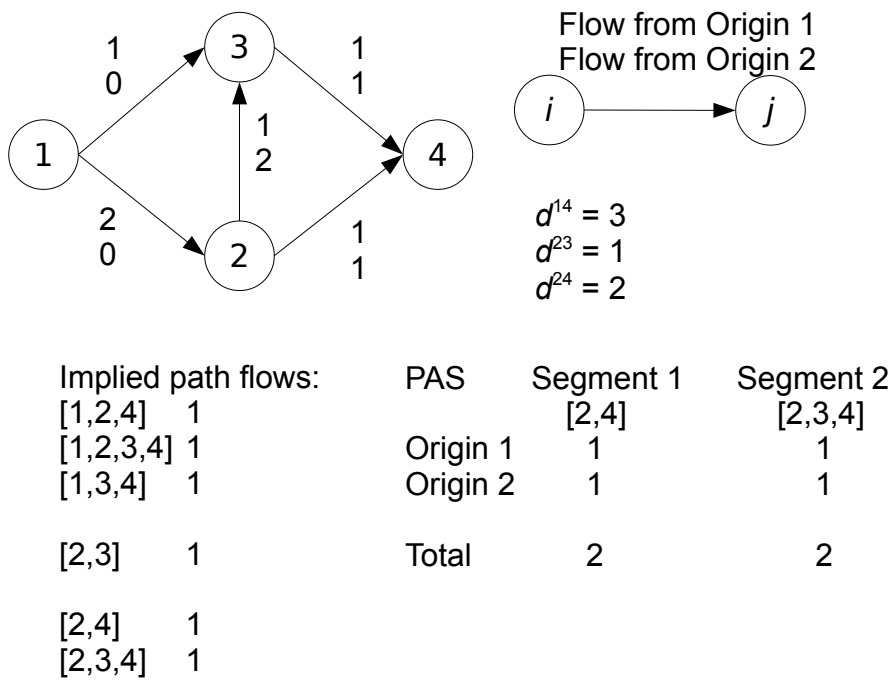 1
0
3
1
1
1
1
2
4
2
0
2
1
1
Flow from Origin 1
Flow from Origin 2
i
j
d14 = 3
d23 = 1
d24 = 2
Implied path flows:
[1,2,4] 1
[1,2,3,4] 1
[1,3,4] 1
[2,3] 1
[2,4] 1
[2,3,4] 1
PAS Segment 1 Segment 2
[2,4] [2,3,4]
Origin 1 1 1
Origin 2 1 1
Total 2 2